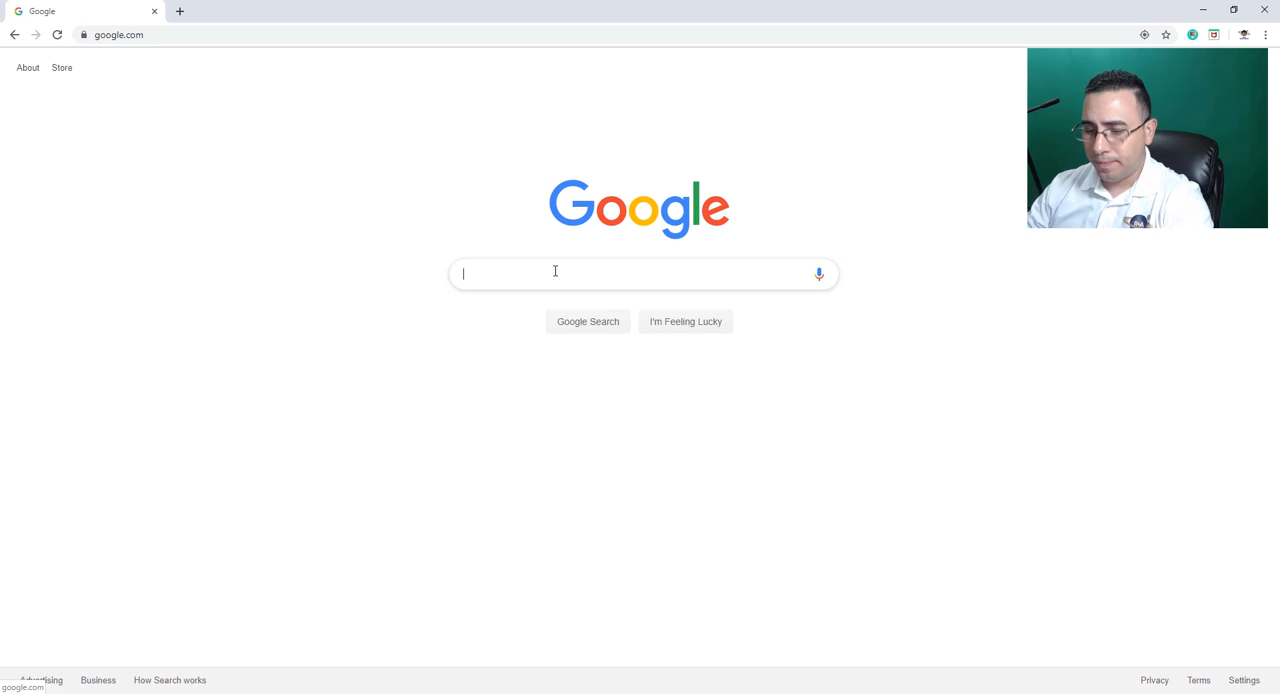 Google
google.com
About Store
Google
Google Search I'm Feeling Lucky
Advertising Business How Search works
Privacy Terms Settings
google.com